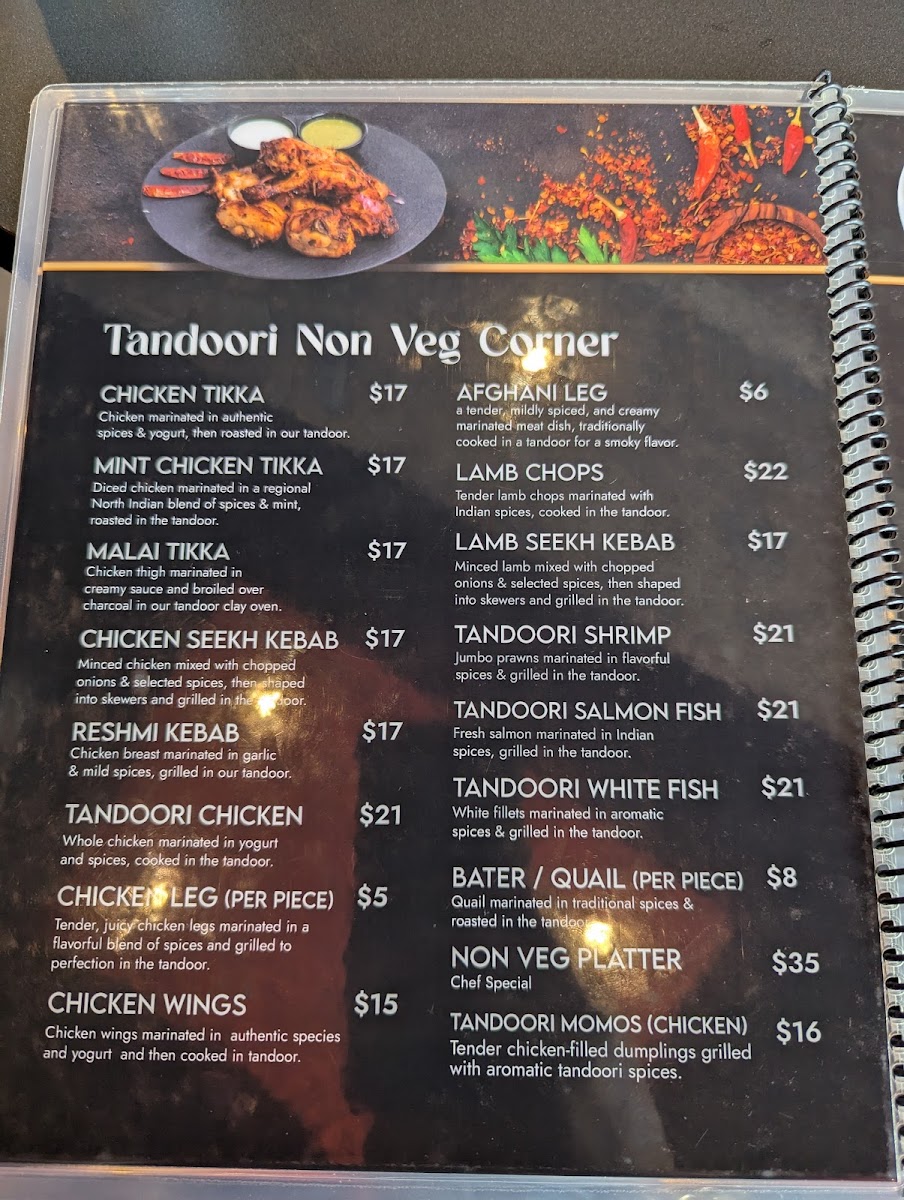 Tandoori Non Veg Corner
CHICKEN TIKKA $17
Chicken marinated in authentic
spices & yogurt, then roasted in our tandoor.
MINT CHICKEN TIKKA $17
Diced chicken marinated in a regional
North Indian blend of spices & mint,
roasted in the tandoor.
MALAI TIKKA $17
Chicken thigh marinated in
creamy sauce and broiled over
charcoal in our tandoor clay oven.
CHICKEN SEEKH KEBAB $17
Minced chicken mixed with chopped
onions & selected spices, then shaped
into skewers and grilled in the tandoor.
RESHMI KEBAB $17
Chicken breast marinated in garlic
& mild spices, grilled in our tandoor.
TANDOORI CHICKEN $21
Whole chicken marinated in yogurt
and spices, cooked in the tandoor.
CHICKEN LEG (PER PIECE) $5
Tender, juicy chicken legs marinated in a
flavorful blend of spices and grilled to
perfection in the tandoor.
CHICKEN WINGS $15
Chicken wings marinated in authentic species
and yogurt and then cooked in tandoor.
AFGHANI LEG $6
a tender, mildly spiced, and creamy
marinated meat dish, traditionally
cooked in a tandoor for a smoky flavor.
LAMB CHOPS $22
Tender lamb chops marinated with
Indian spices, cooked in the tandoor.
LAMB SEEKH KEBAB $17
Minced lamb mixed with chopped
onions & selected spices, then shaped
into skewers and grilled in the tandoor.
TANDOORI SHRIMP $21
Jumbo prawns marinated in flavorful
spices & grilled in the tandoor.
TANDOORI SALMON FISH $21
Fresh salmon marinated in Indian
spices, grilled in the tandoor.
TANDOORI WHITE FISH $21
White fillets marinated in aromatic
spices & grilled in the tandoor.
BATER / QUAIL (PER PIECE) $8
Quail marinated in traditional spices &
roasted in the tandoor.
NON VEG PLATTER $35
Chef Special
TANDOORI MOMOS (CHICKEN) $16
Tender chicken-filled dumplings grilled
with aromatic tandoori spices.